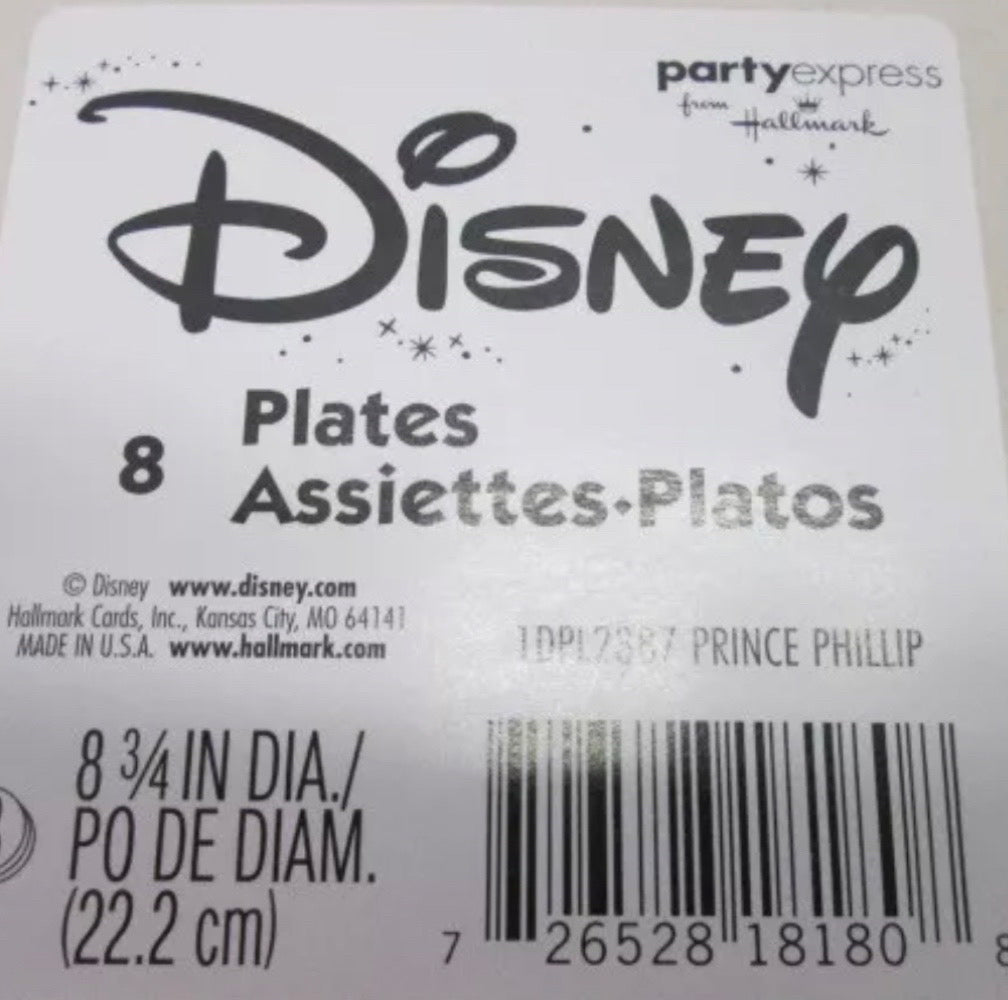 partyexpress
from Hallmark
Disney
8
Plates
Assiettes•Platos
© Disney www.disney.com
Hallmark Cards, Inc., Kansas City, MO 64141
MADE IN U.S.A. www.hallmark.com
1DPL2387 PRINCE PHILLIP
8 3/4 IN DIA./
PO DE DIAM.
(22.2 cm)
7 26528 18180 8